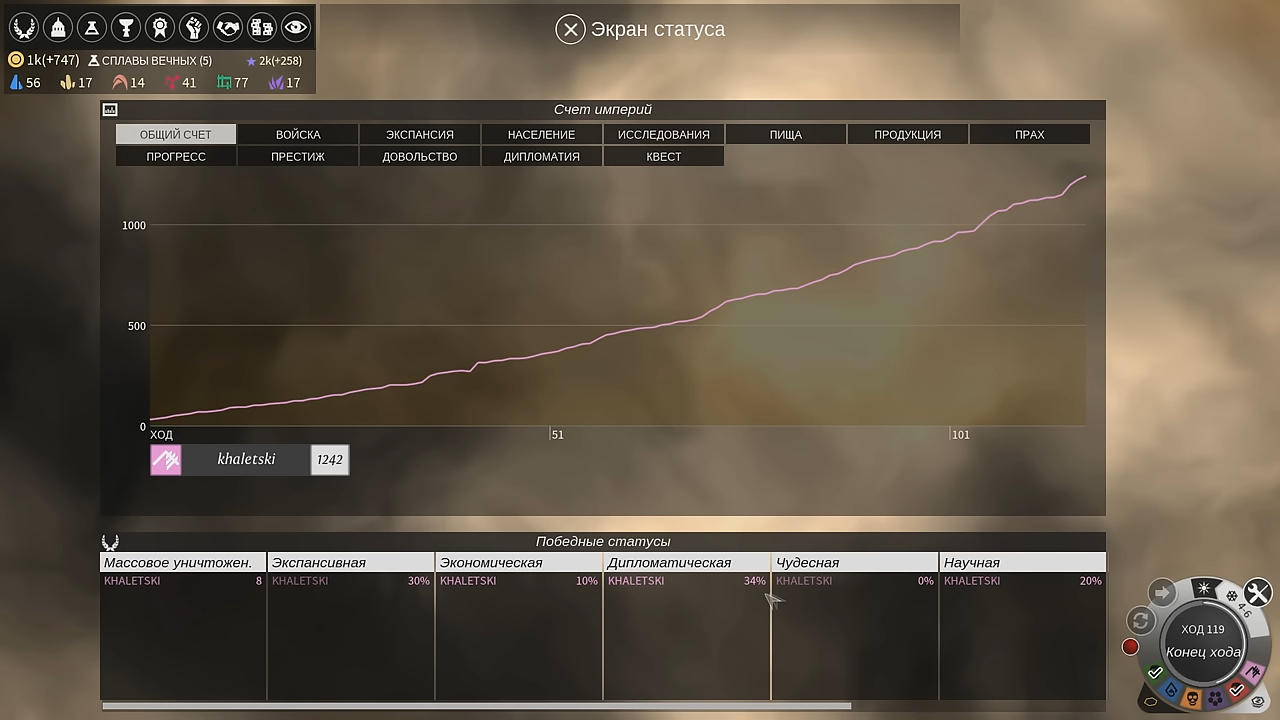 Экран статуса
1k(+747) СПЛАВЫ ВЕЧНЫХ (5) 2k(+258)
56 17 14 41 77 17
Счет империй
ОБЩИЙ СЧЕТ ВОЙСКА ЭКСПАНСИЯ НАСЕЛЕНИЕ ИССЛЕДОВАНИЯ ПИЩА ПРОДУКЦИЯ ПРАХ
ПРОГРЕСС ПРЕСТИЖ ДОВОЛЬСТВО ДИПЛОМАТИЯ КВЕСТ
1000
500
0
ХОД 51 101
khaletski 1242
Победные статусы
Массовое уничтожен. Экспансивная Экономическая Дипломатическая Чудесная Научная
KHALETSKI 8 KHALETSKI 30% KHALETSKI 10% KHALETSKI 34% KHALETSKI 0% KHALETSKI 20%
4-6
ХОД 119
Конец хода